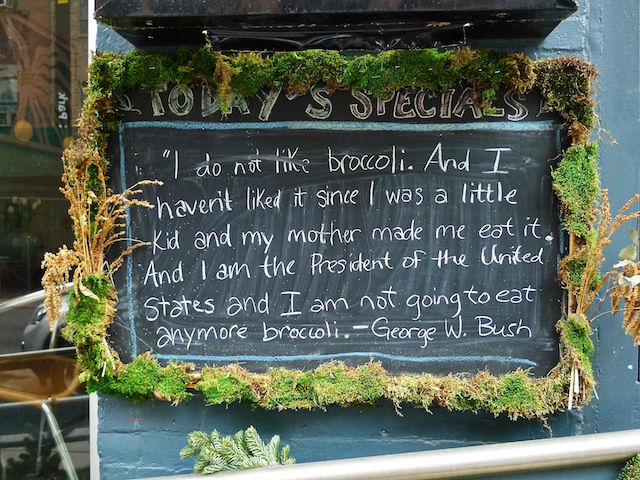 TODAY'S SPECIALS
"I do not like broccoli. And I
haven't liked it since I was a little
kid and my mother made me eat it.
And I am the President of the United
States and I am not going to eat
anymore broccoli. - George W. Bush